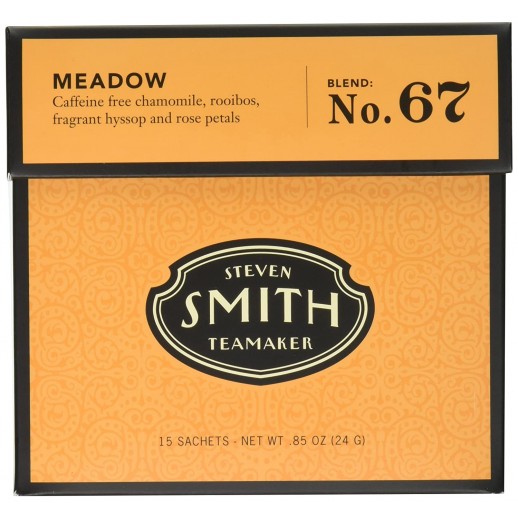 MEADOW
Caffeine free chamomile, rooibos,
fragrant hyssop and rose petals
BLEND:
No. 67
STEVEN
SMITH
TEAMAKER
15 SACHETS - NET WT .85 OZ (24 G)